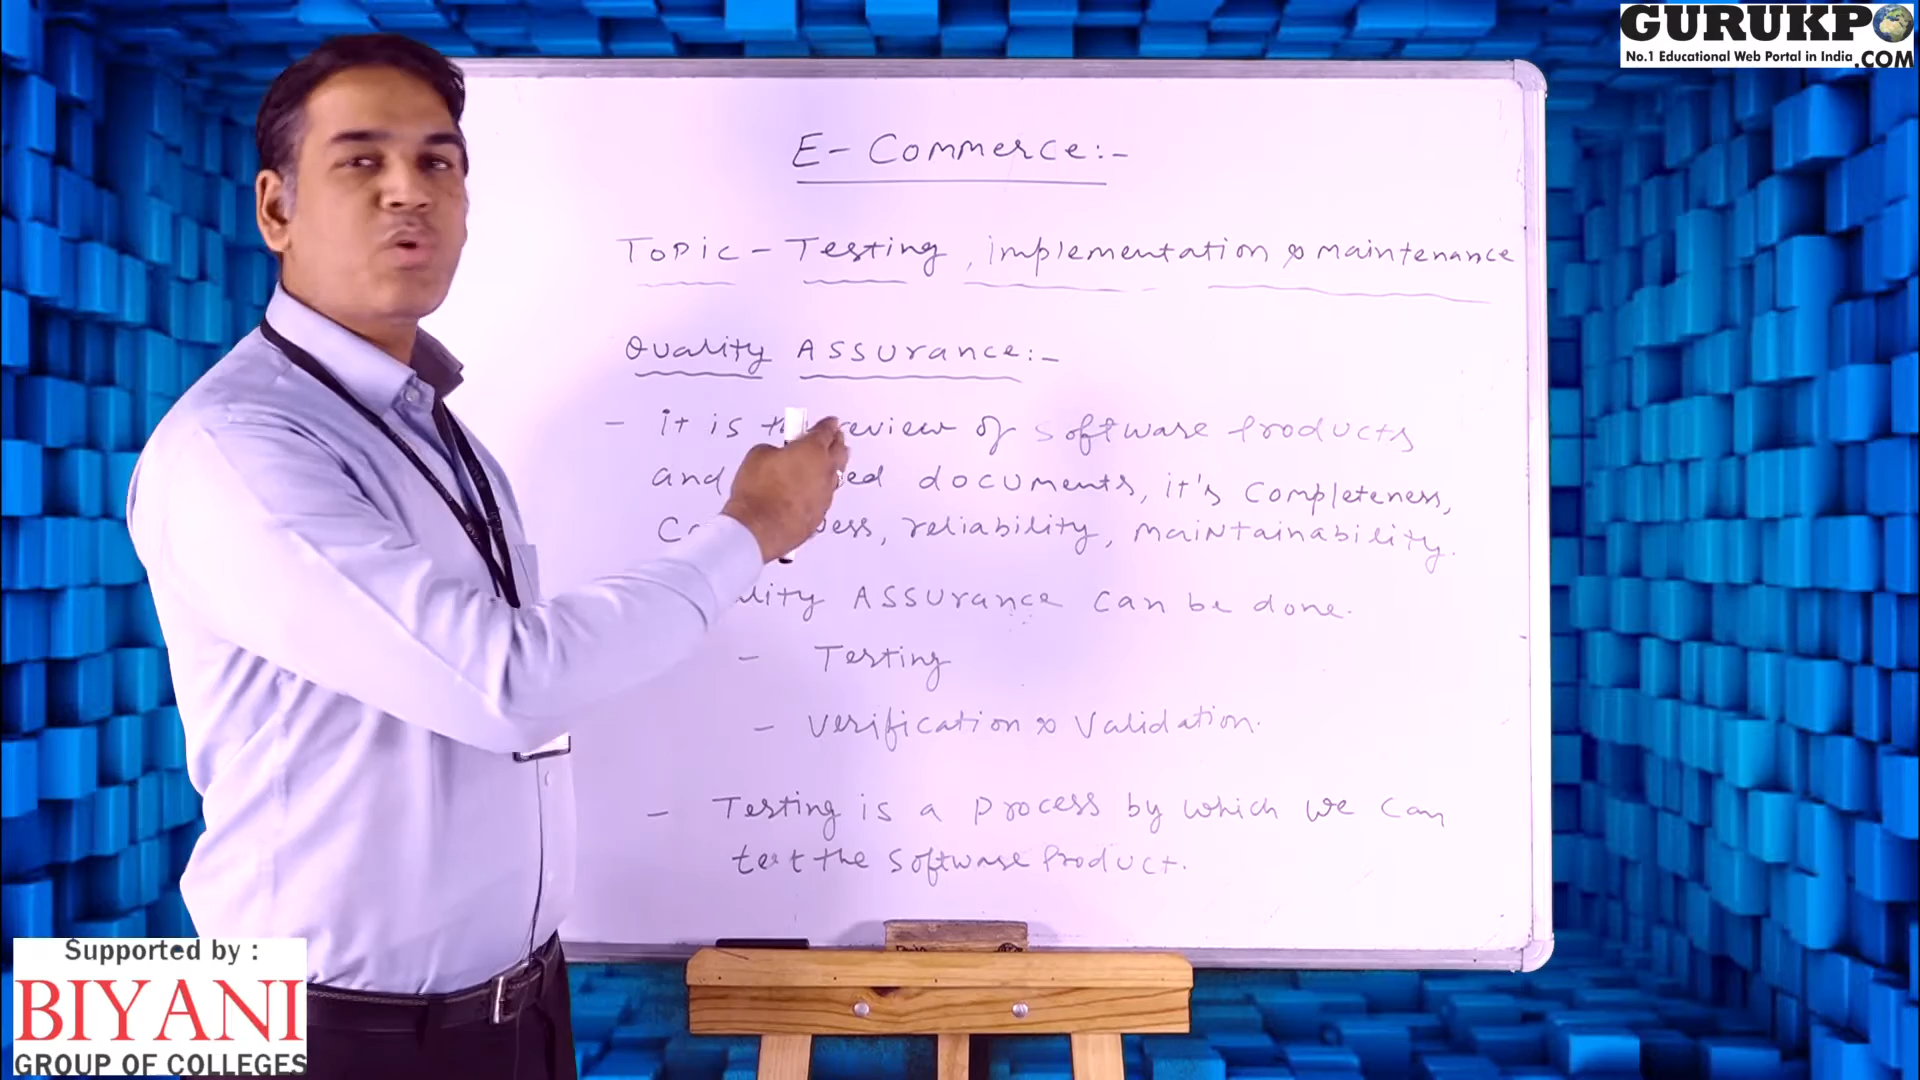 GURUKPO
No.1 Educational Web Portal in India .COM
E-Commerce:-
Topic - Testing, implementation & maintenance
Quality Assurance:-
- it is the review of software products
and documents, it's completeness,
reliability, maintainability.
Assurance can be done.
- Testing
- verification & validation.
- Testing is a process by which we can
test the software product.
Supported by :
BIYANI
GROUP OF COLLEGES